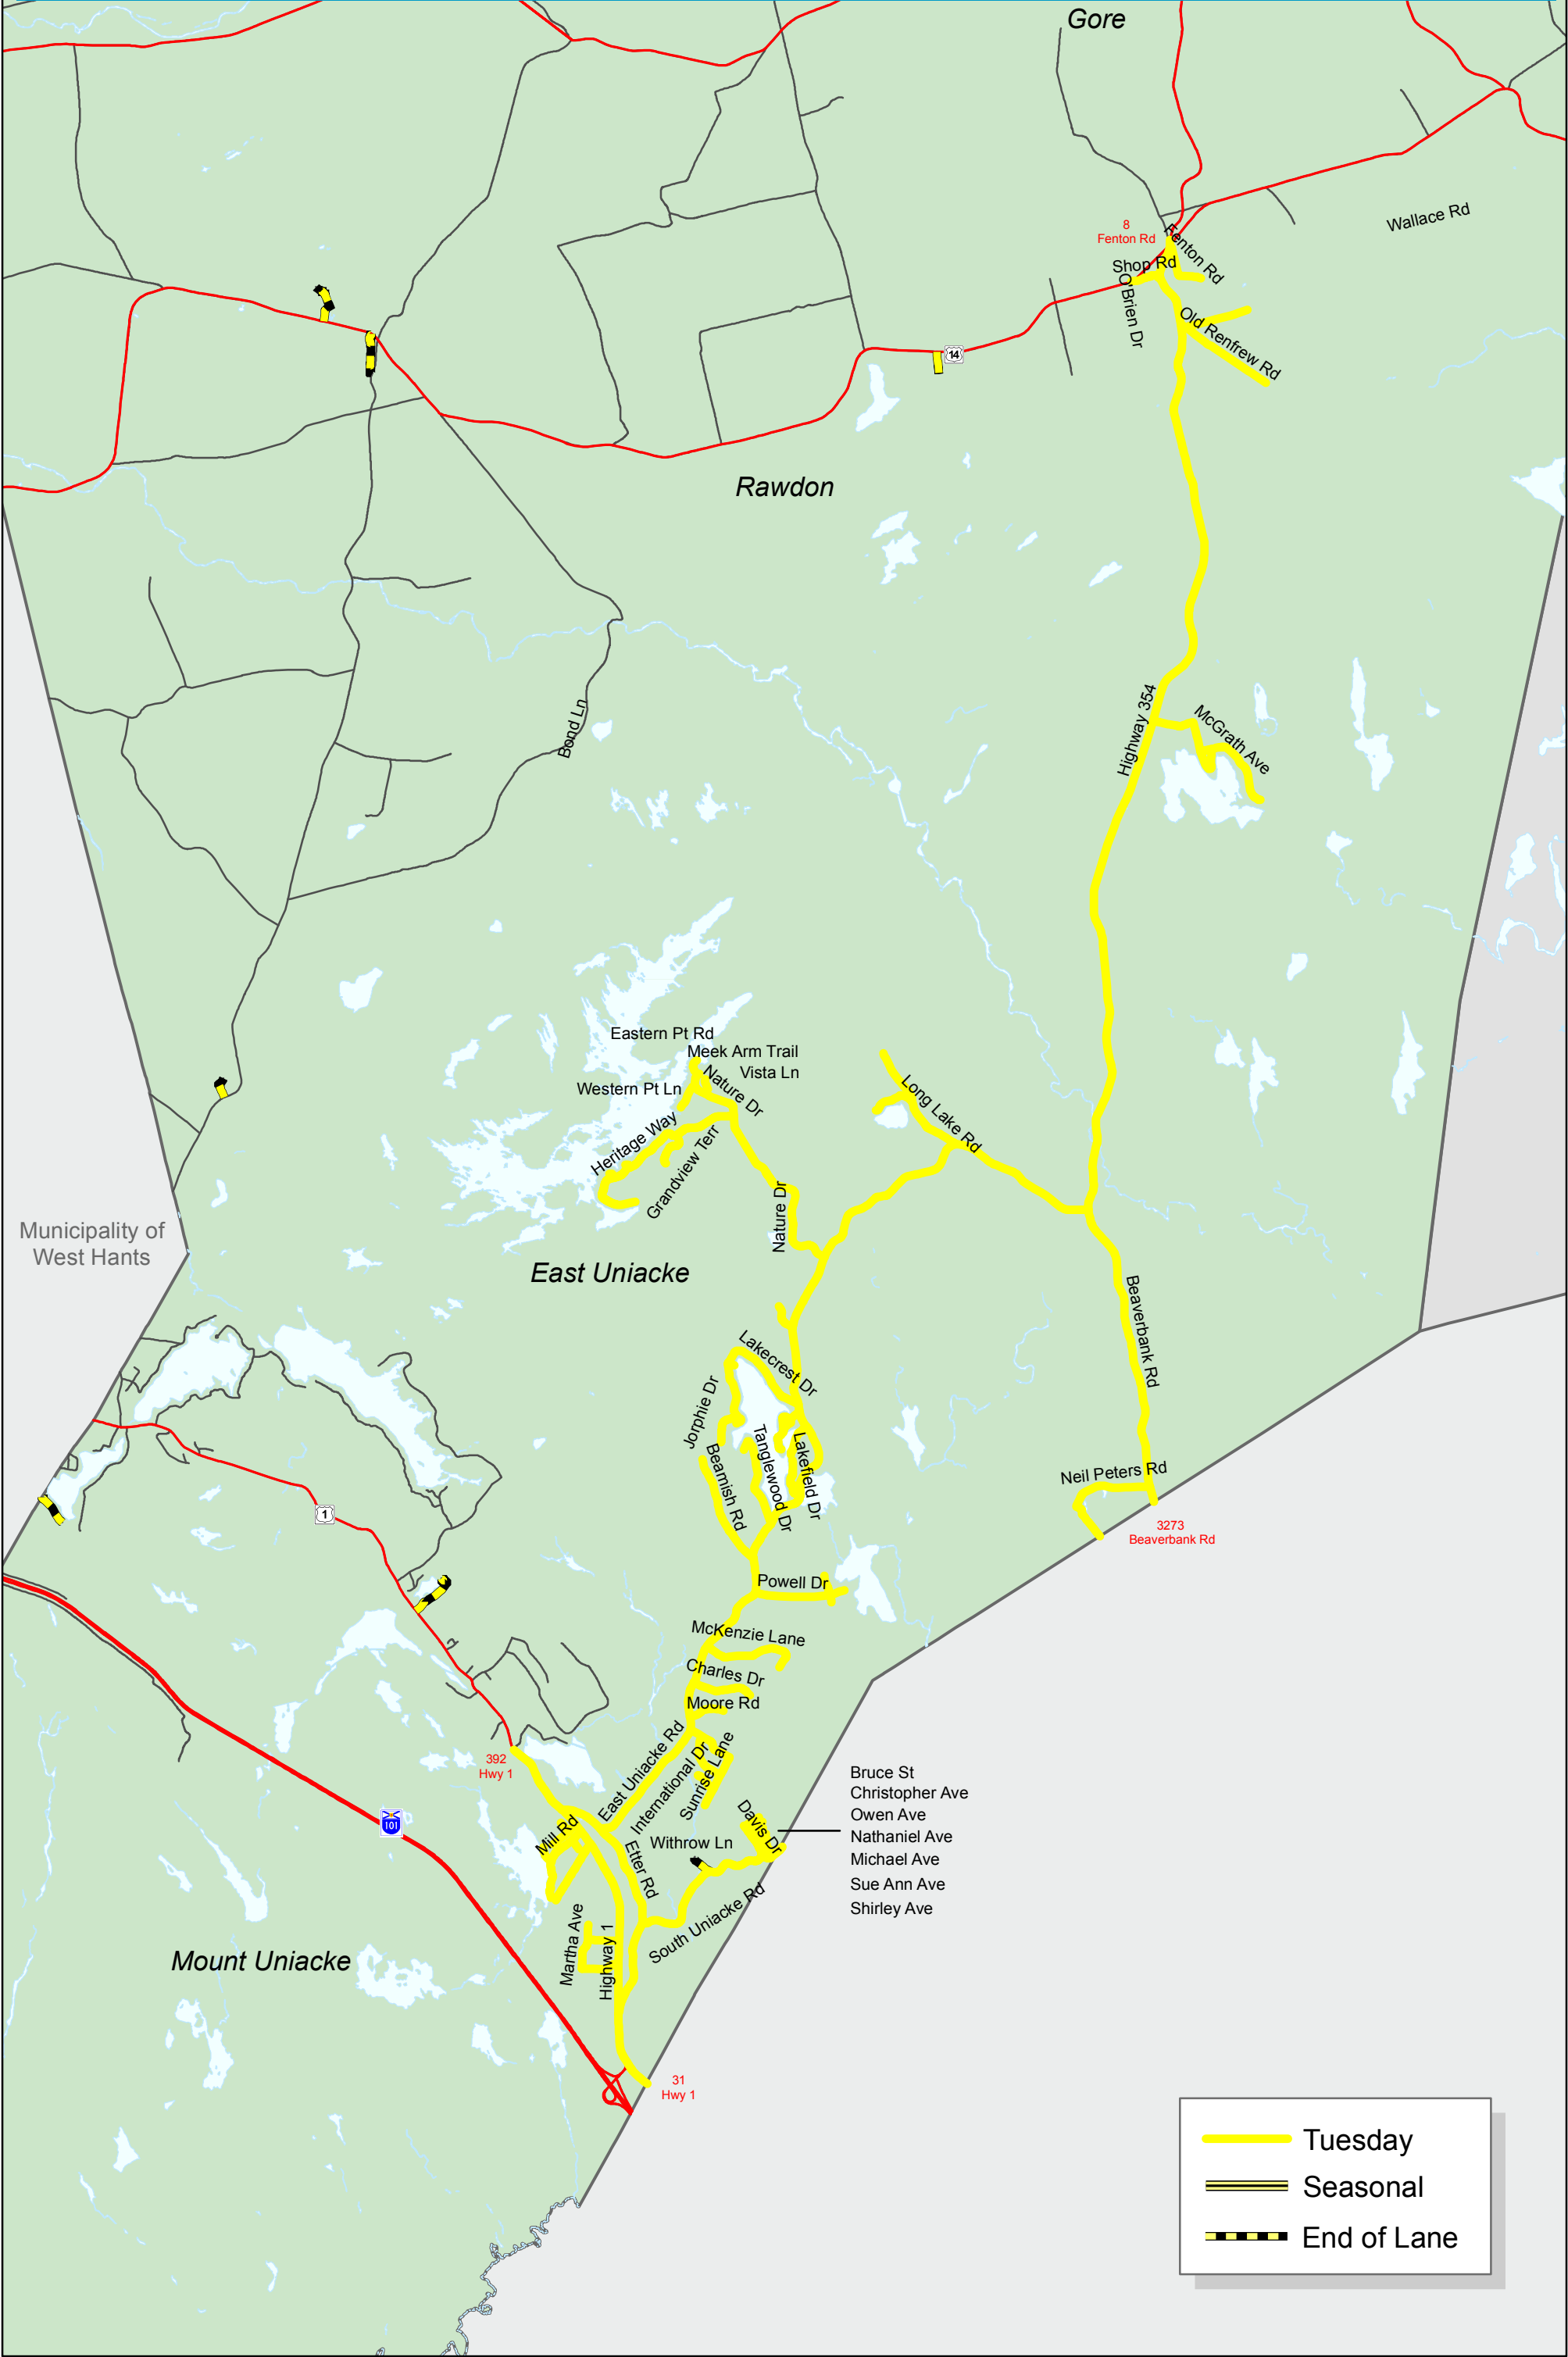 Gore
Wallace Rd
8
Fenton Rd
Fenton Rd
Shop Rd
O'Brien Dr
Old Renfrew Rd
14
Rawdon
Highway 354
McGrath Ave
Bond Ln
Eastern Pt Rd
Meek Arm Trail
Vista Ln
Western Pt Ln
Nature Dr
Long Lake Rd
Heritage Way
Grandview Terr
Nature Dr
Municipality of
West Hants
East Uniacke
Beaverbank Rd
Lakecrest Dr
Jorphie Dr
Tanglewood Dr
Lakefield Dr
Beamish Rd
Neil Peters Rd
3273
Beaverbank Rd
1
Powell Dr
McKenzie Lane
Charles Dr
Moore Rd
392
Hwy 1
East Uniacke Rd
International Dr
Sunrise Lane
101
Mill Rd
Etter Rd
Withrow Ln
Davis Dr
Bruce St
Christopher Ave
Owen Ave
Nathaniel Ave
Michael Ave
Sue Ann Ave
Shirley Ave
South Uniacke Rd
Martha Ave
Highway 1
Mount Uniacke
31
Hwy 1
Tuesday
Seasonal
End of Lane